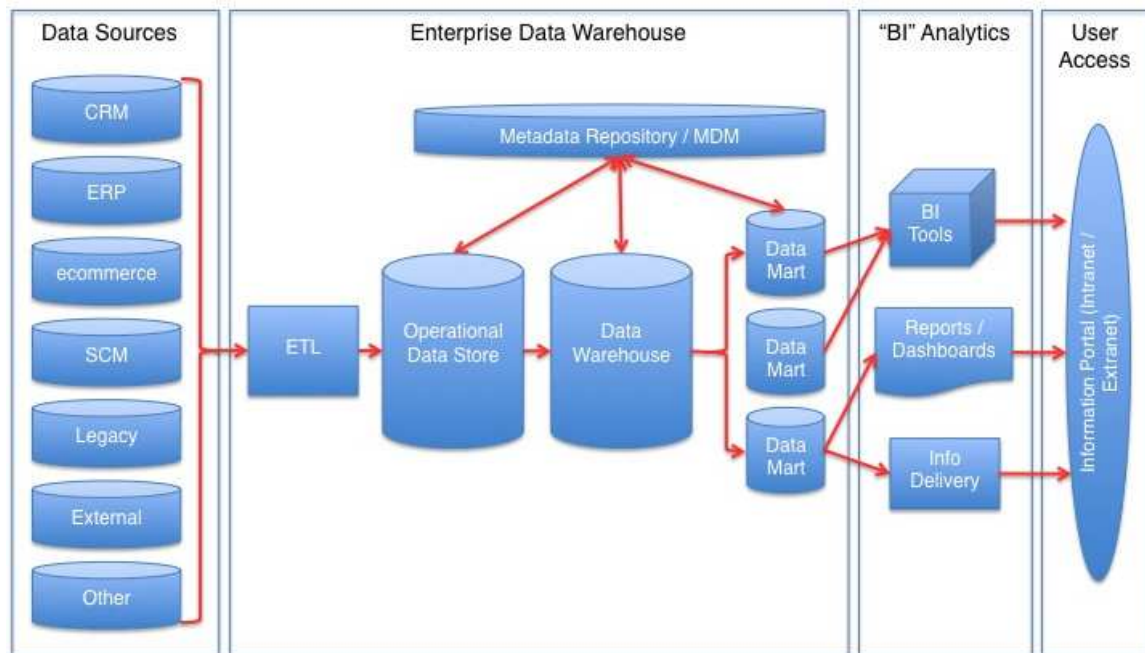 Data Sources
CRM
ERP
ecommerce
SCM
Legacy
External
Other
Enterprise Data Warehouse
Metadata Repository / MDM
ETL
Operational
Data Store
Data
Warehouse
Data
Mart
Data
Mart
Data
Mart
“BI” Analytics
BI
Tools
Reports /
Dashboards
Info
Delivery
User
Access
Information Portal (Intranet /
Extranet)